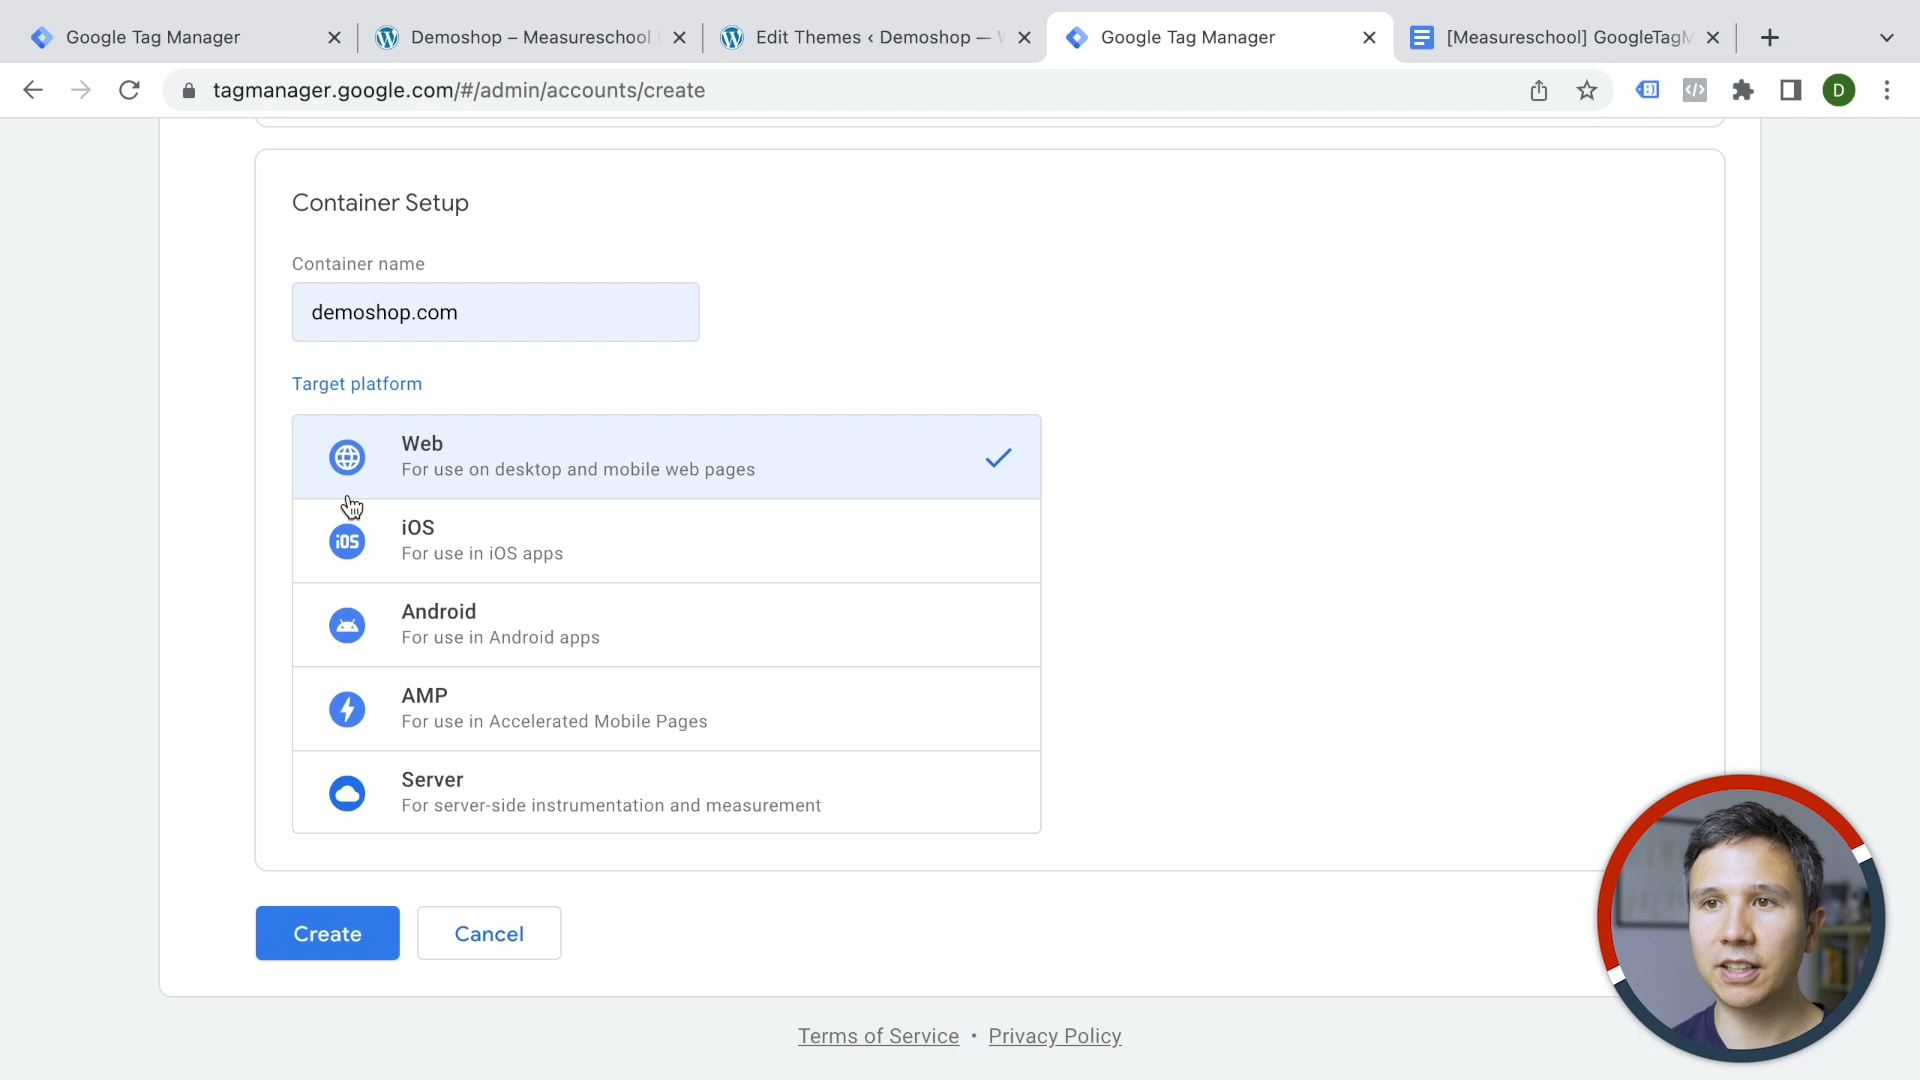 Google Tag Manager
Demoshop – Measureschool
Edit Themes ‹ Demoshop —
Google Tag Manager
[Measureschool] GoogleTagM
tagmanager.google.com/#/admin/accounts/create
D
Container Setup
Container name
demoshop.com
Target platform
Web
For use on desktop and mobile web pages
iOS
iOS
For use in iOS apps
Android
For use in Android apps
AMP
For use in Accelerated Mobile Pages
Server
For server-side instrumentation and measurement
Create
Cancel
Terms of Service • Privacy Policy